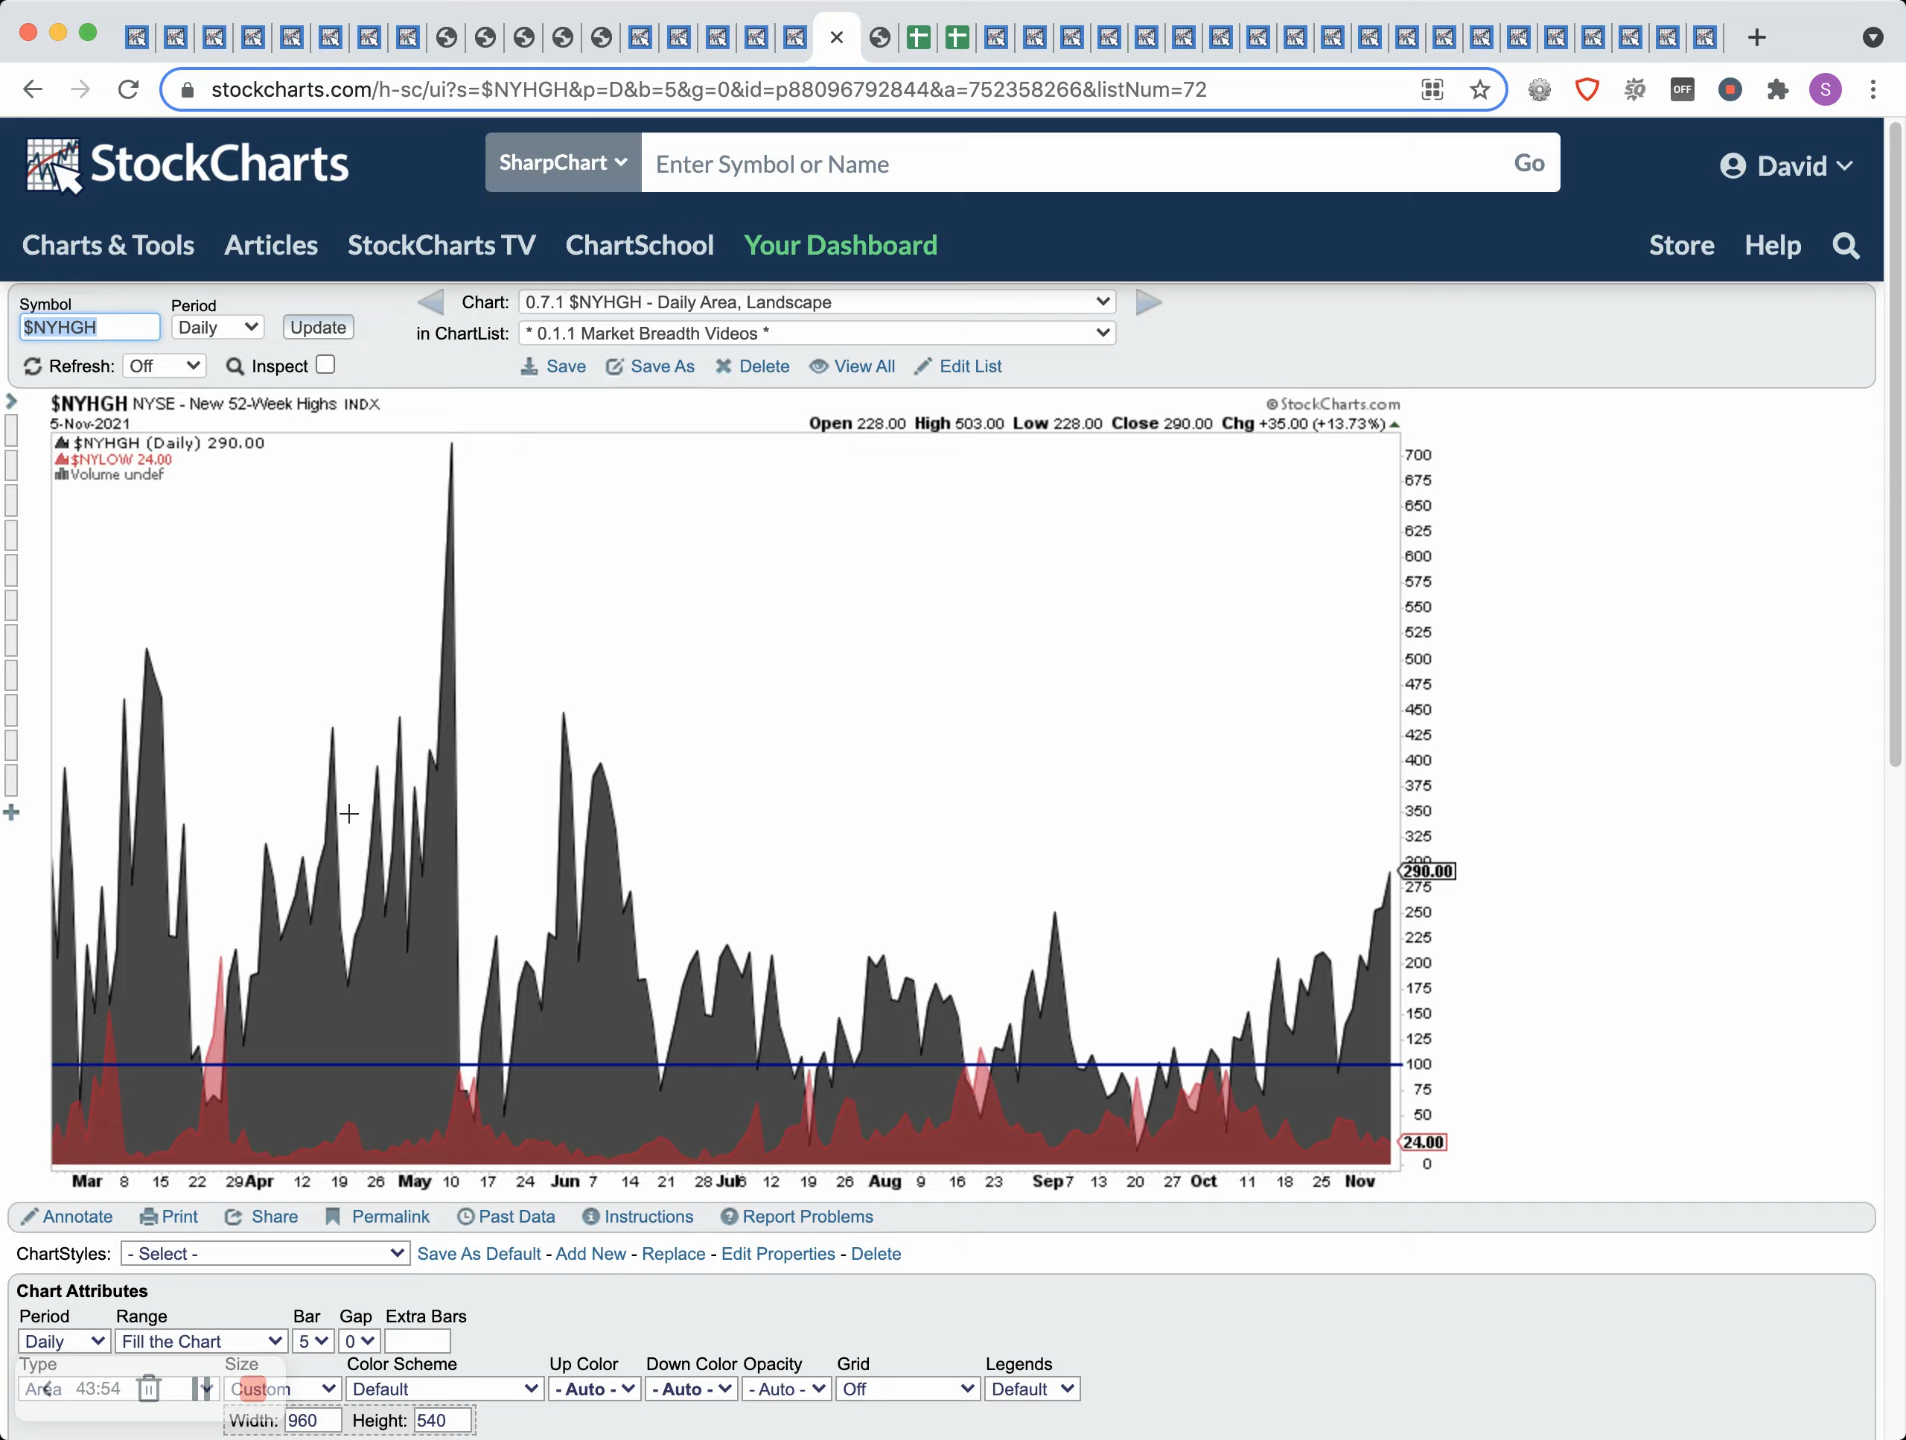 stockcharts.com/h-sc/ui?s=$NYHGH&p=D&b=5&g=0&id=p88096792844&a=752358266&listNum=72
OFF
S
StockCharts
SharpChart
Enter Symbol or Name
Go
David
Charts & Tools Articles StockCharts TV ChartSchool Your Dashboard Store Help
Symbol Period
$NYHGH Daily Update
Chart: 0.7.1 $NYHGH - Daily Area, Landscape
in ChartList: * 0.1.1 Market Breadth Videos *
Refresh: Off Inspect
Save Save As Delete View All Edit List
$NYHGH NYSE - New 52-Week Highs INDX
© StockCharts.com
5-Nov-2021
Open 228.00 High 503.00 Low 228.00 Close 290.00 Chg +35.00 (+13.73%)
$NYHGH (Daily) 290.00
$NYLOW 24.00
Volume undef
700
675
650
625
600
575
550
525
500
475
450
425
400
375
350
325
300
290.00
275
250
225
200
175
150
125
100
75
50
24.00
0
Mar 8 15 22 29 Apr 12 19 26 May 10 17 24 Jun 7 14 21 28 Jul 6 12 19 26 Aug 9 16 23 Sep 7 13 20 27 Oct 11 18 25 Nov
Annotate Print Share Permalink Past Data Instructions Report Problems
ChartStyles: - Select - Save As Default - Add New - Replace - Edit Properties - Delete
Chart Attributes
Period Range Bar Gap Extra Bars
Daily Fill the Chart 5 0
Type Size Color Scheme Up Color Down Color Opacity Grid Legends
Area 43:54 Custom Default - Auto - - Auto - - Auto - Off Default
Width: 960 Height: 540